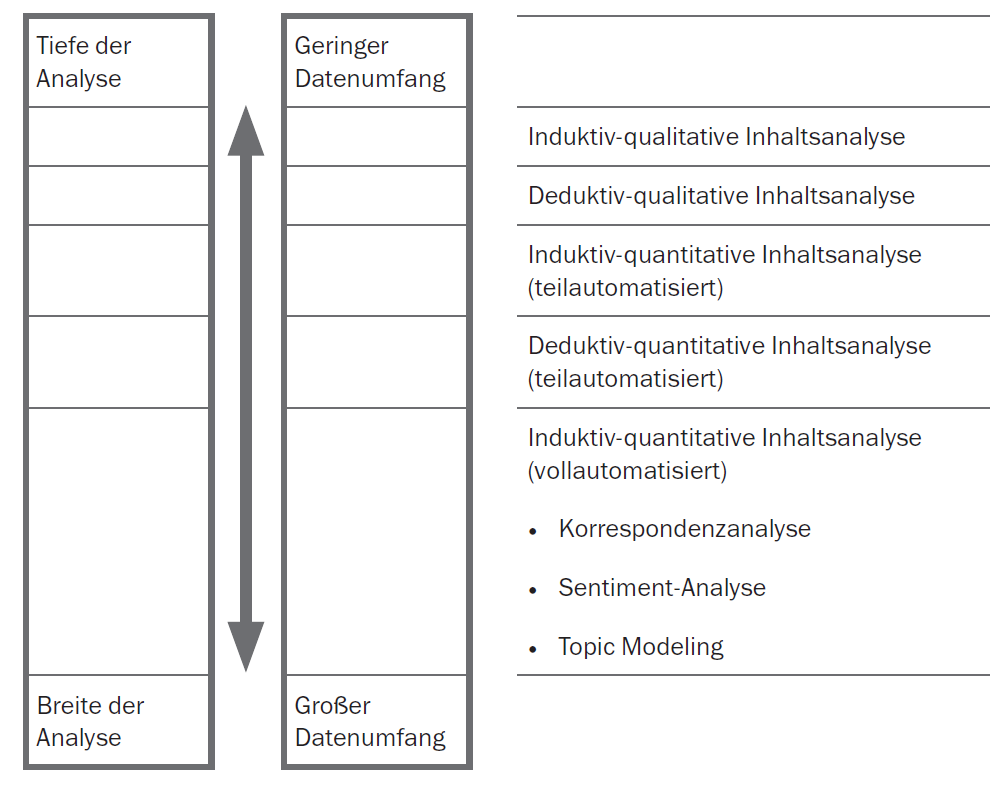 Tiefe der
Analyse
Geringer
Datenumfang
Induktiv-qualitative Inhaltsanalyse
Deduktiv-qualitative Inhaltsanalyse
Induktiv-quantitative Inhaltsanalyse
(teilautomatisiert)
Deduktiv-quantitative Inhaltsanalyse
(teilautomatisiert)
Induktiv-quantitative Inhaltsanalyse
(vollautomatisiert)
• Korrespondenzanalyse
• Sentiment-Analyse
• Topic Modeling
Breite der
Analyse
Großer
Datenumfang